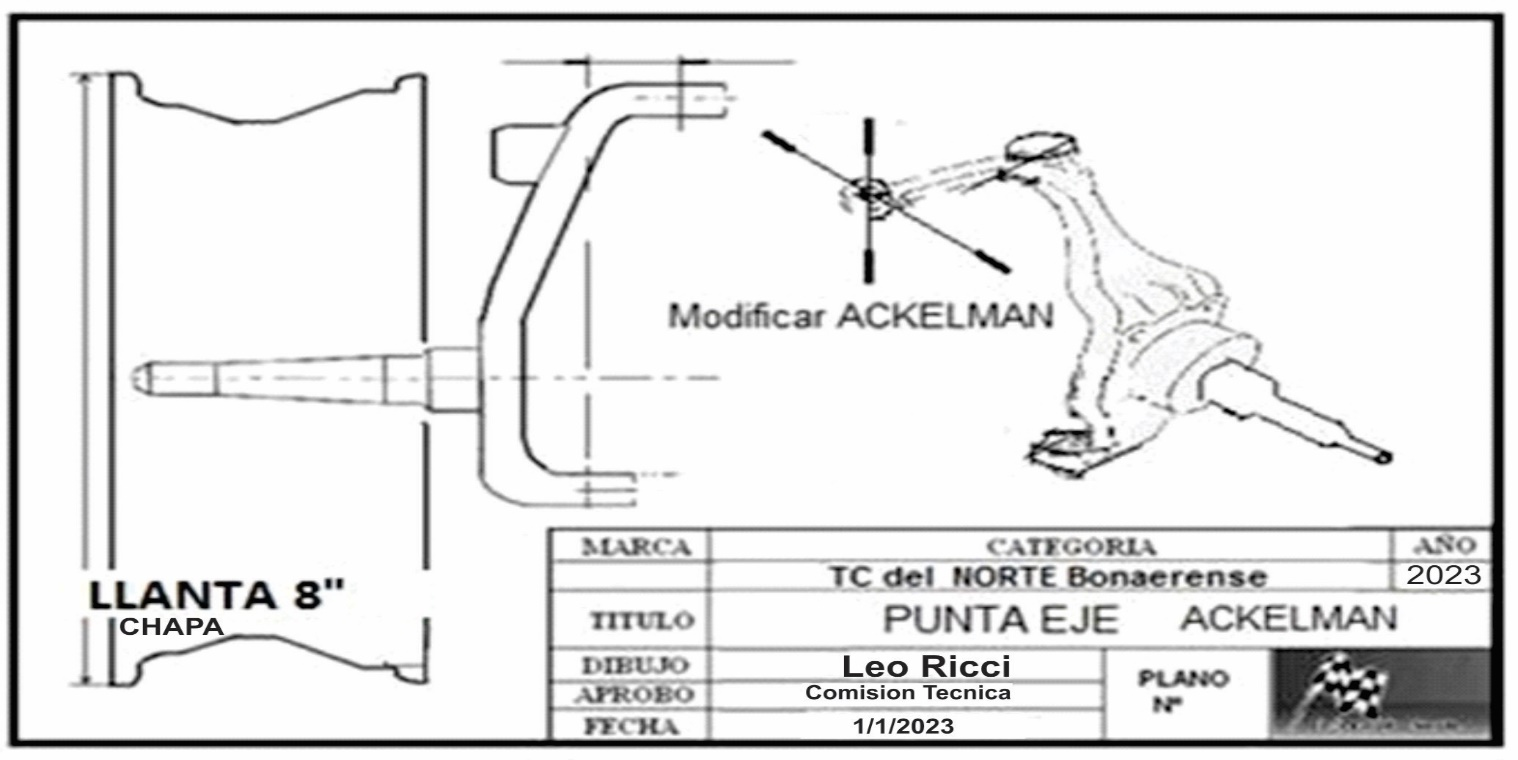 Modificar ACKELMAN
LLANTA 8"
CHAPA
MARCA CATEGORIA AÑO
TC del NORTE Bonaerense 2023
TITULO PUNTA EJE ACKELMAN
DIBUJO Leo Ricci
APROBO Comision Tecnica
FECHA 1/1/2023
PLANO
Nº